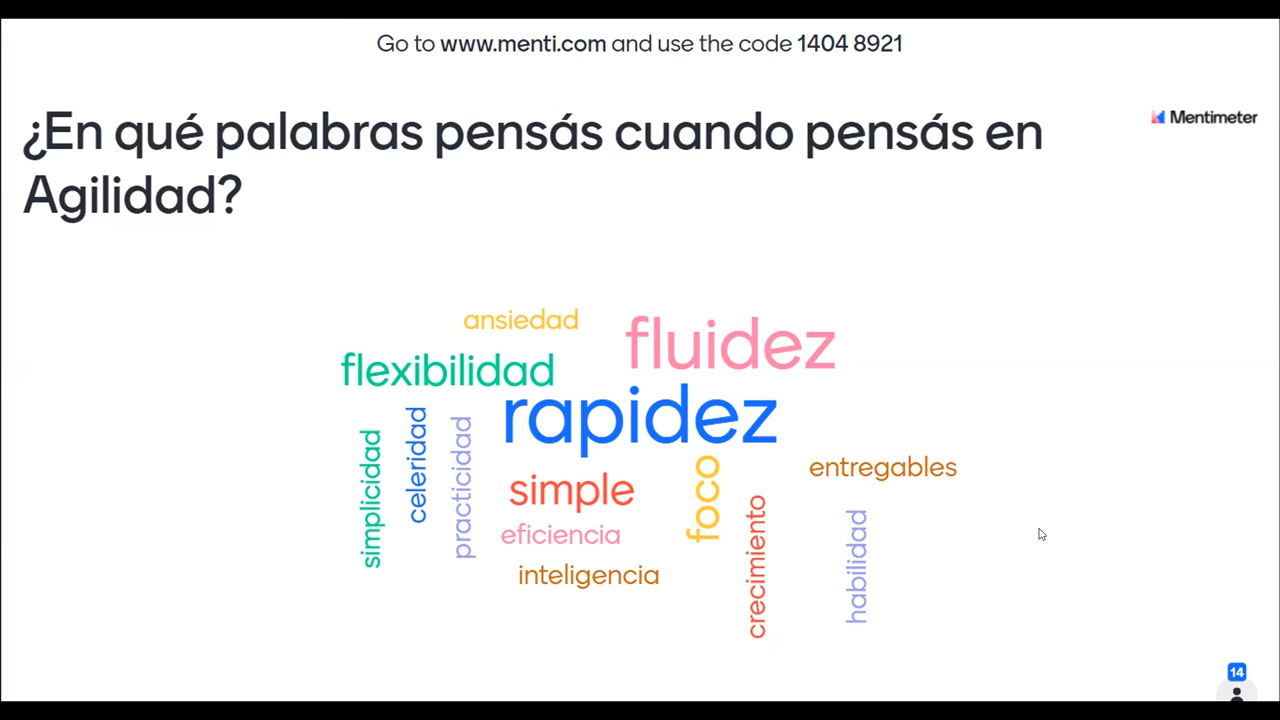 Go to www.menti.com and use the code 1404 8921
Mentimeter
¿En qué palabras pensás cuando pensás en
Agilidad?
ansiedad
fluidez
flexibilidad
rapidez
simplicidad
celeridad
practicidad
simple
foco
entregables
eficiencia
inteligencia
crecimiento
habilidad
14